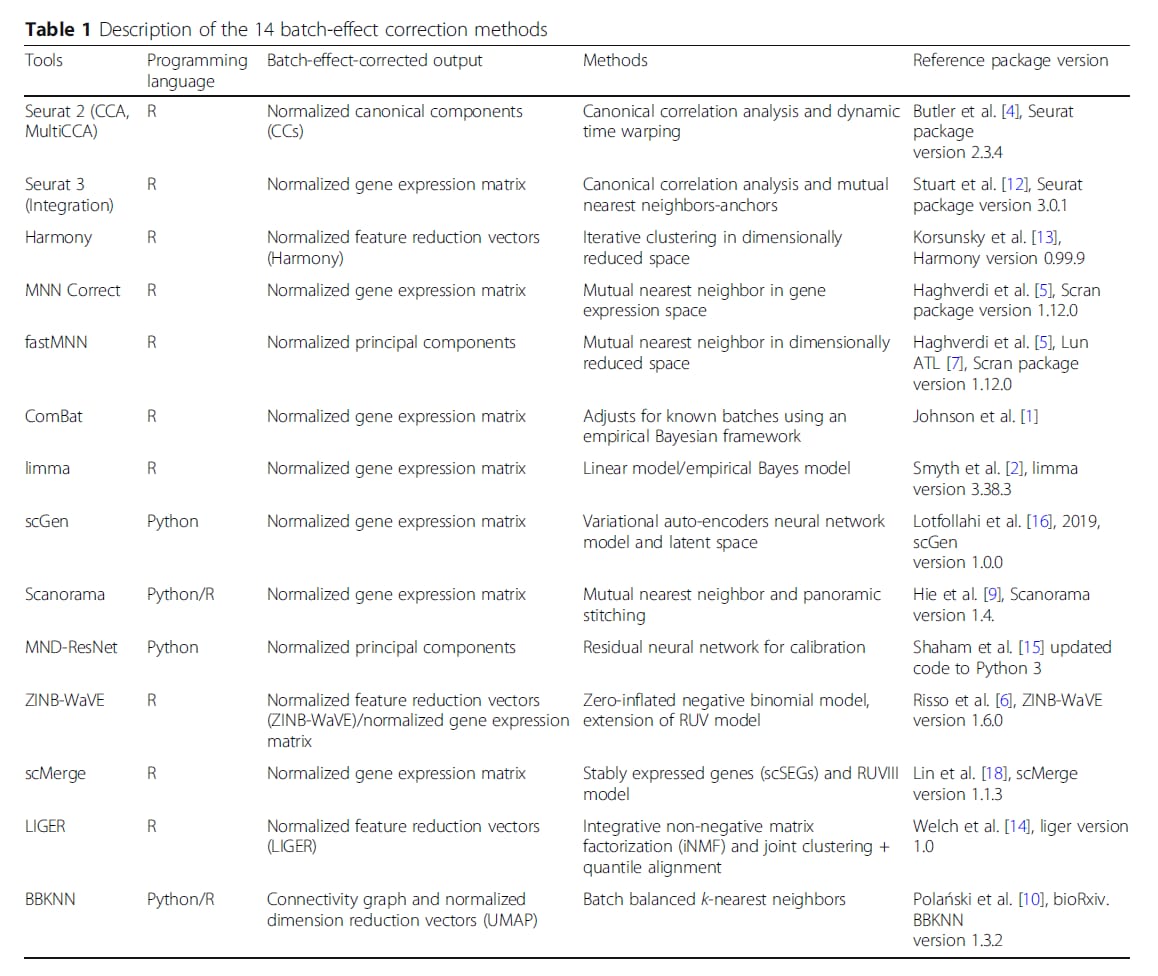 Table 1 Description of the 14 batch-effect correction methods
Tools Programming language Batch-effect-corrected output Methods Reference package version
Seurat 2 (CCA, MultiCCA) R Normalized canonical components (CCs) Canonical correlation analysis and dynamic time warping Butler et al. [4], Seurat package version 2.3.4
Seurat 3 (Integration) R Normalized gene expression matrix Canonical correlation analysis and mutual nearest neighbors-anchors Stuart et al. [12], Seurat package version 3.0.1
Harmony R Normalized feature reduction vectors (Harmony) Iterative clustering in dimensionally reduced space Korsunsky et al. [13], Harmony version 0.99.9
MNN Correct R Normalized gene expression matrix Mutual nearest neighbor in gene expression space Haghverdi et al. [5], Scran package version 1.12.0
fastMNN R Normalized principal components Mutual nearest neighbor in dimensionally reduced space Haghverdi et al. [5], Lun ATL [7], Scran package version 1.12.0
ComBat R Normalized gene expression matrix Adjusts for known batches using an empirical Bayesian framework Johnson et al. [1]
limma R Normalized gene expression matrix Linear model/empirical Bayes model Smyth et al. [2], limma version 3.38.3
scGen Python Normalized gene expression matrix Variational auto-encoders neural network model and latent space Lotfollahi et al. [16], 2019, scGen version 1.0.0
Scanorama Python/R Normalized gene expression matrix Mutual nearest neighbor and panoramic stitching Hie et al. [9], Scanorama version 1.4.
MND-ResNet Python Normalized principal components Residual neural network for calibration Shaham et al. [15] updated code to Python 3
ZINB-WaVE R Normalized feature reduction vectors (ZINB-WaVE)/normalized gene expression matrix Zero-inflated negative binomial model, extension of RUV model Risso et al. [6], ZINB-WaVE version 1.6.0
scMerge R Normalized gene expression matrix Stably expressed genes (scSEGs) and RUVIII model Lin et al. [18], scMerge version 1.1.3
LIGER R Normalized feature reduction vectors (LIGER) Integrative non-negative matrix factorization (iNMF) and joint clustering + quantile alignment Welch et al. [14], liger version 1.0
BBKNN Python/R Connectivity graph and normalized dimension reduction vectors (UMAP) Batch balanced k-nearest neighbors Polański et al. [10], bioRxiv. BBKNN version 1.3.2